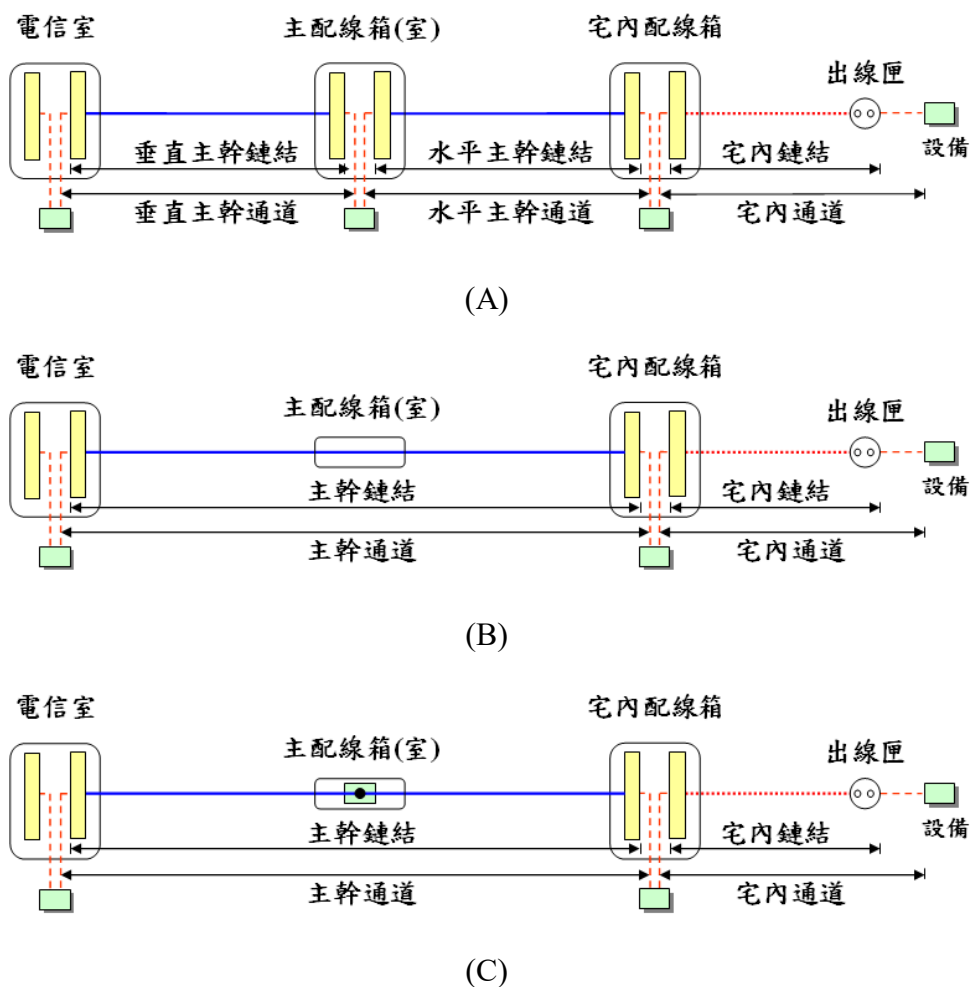 電信室 主配線箱(室) 宅內配線箱
出線匣
垂直主幹鏈結 水平主幹鏈結 宅內鏈結 設備
垂直主幹通道 水平主幹通道 宅內通道
(A)
電信室 宅內配線箱
主配線箱(室) 出線匣
主幹鏈結 宅內鏈結 設備
主幹通道 宅內通道
(B)
電信室 宅內配線箱
主配線箱(室) 出線匣
主幹鏈結 宅內鏈結 設備
主幹通道 宅內通道
(C)